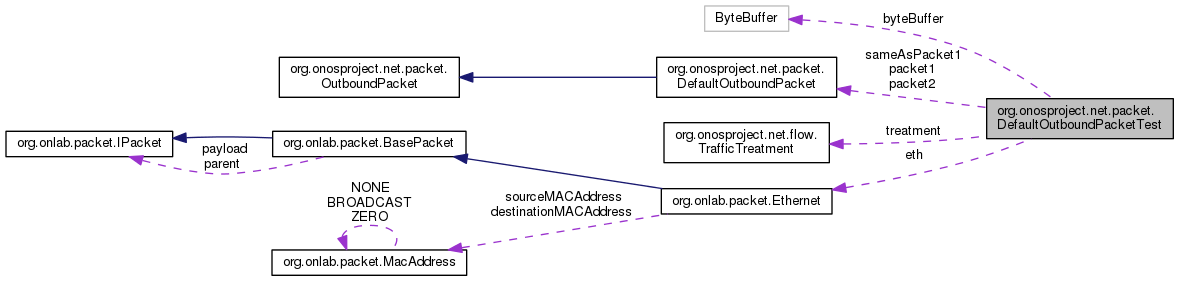 ByteBuffer
byteBuffer
org.onosproject.net.packet.
OutboundPacket
org.onosproject.net.packet.
DefaultOutboundPacket
sameAsPacket1
packet1
packet2
org.onosproject.net.packet.
DefaultOutboundPacketTest
org.onlab.packet.IPacket
payload
parent
org.onlab.packet.BasePacket
org.onosproject.net.flow.
TrafficTreatment
treatment
eth
NONE
BROADCAST
ZERO
sourceMACAddress
destinationMACAddress
org.onlab.packet.Ethernet
org.onlab.packet.MacAddress